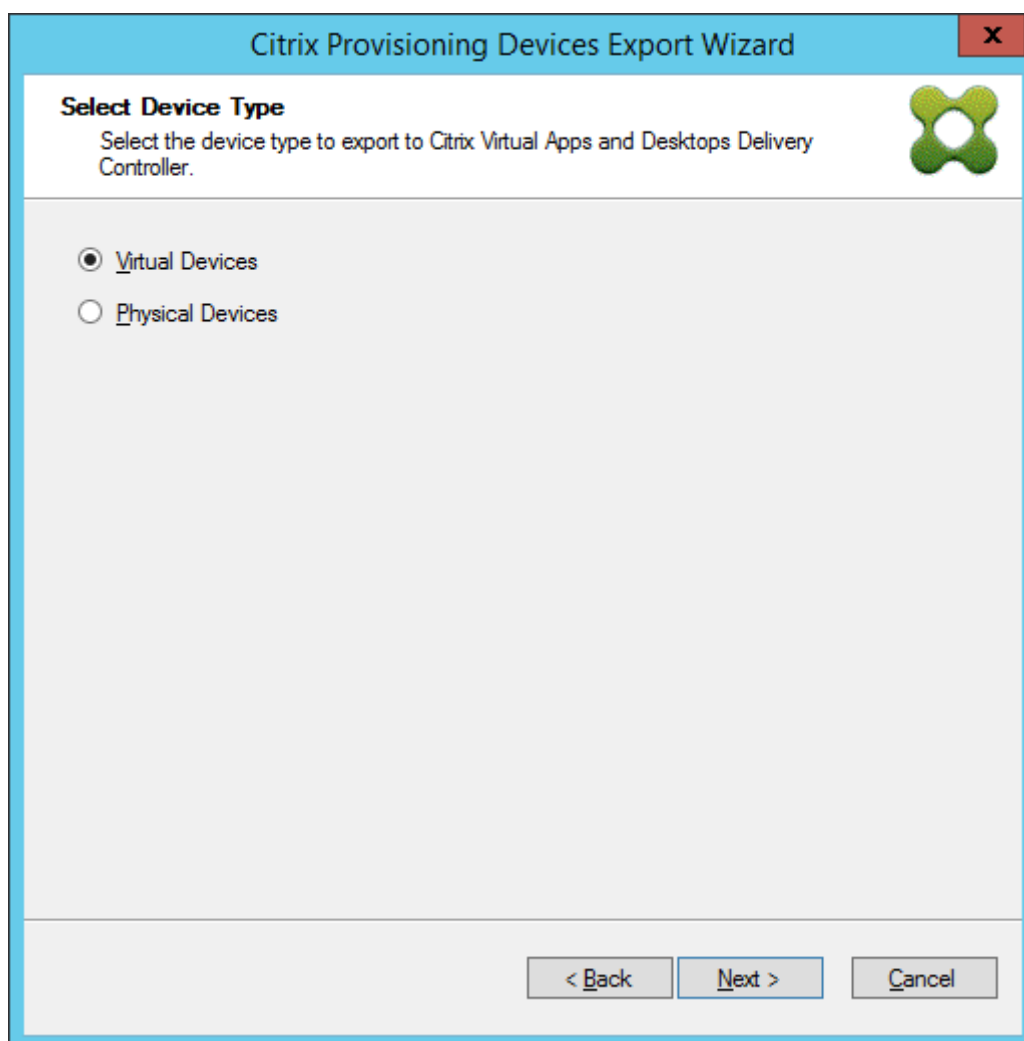 Citrix Provisioning Devices Export Wizard
x
Select Device Type
Select the device type to export to Citrix Virtual Apps and Desktops Delivery
Controller.
Virtual Devices
Physical Devices
< Back Next > Cancel